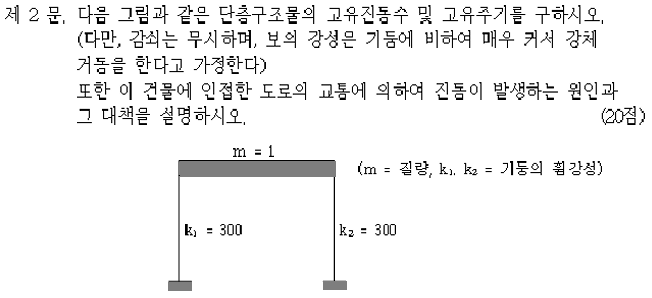 제 2 문. 다음 그림과 같은 단층구조물의 고유진동수 및 고유주기를 구하시오.
(다만, 감쇠는 무시하며, 보의 강성은 기둥에 비하여 매우 커서 강체
거동을 한다고 가정한다)
또한 이 건물에 인접한 도로의 교통에 의하여 진동이 발생하는 원인과
그 대책을 설명하시오. (20점)
m = 1
(m = 질량, k₁, k₂ = 기둥의 휨강성)
k₁ = 300 k₂ = 300